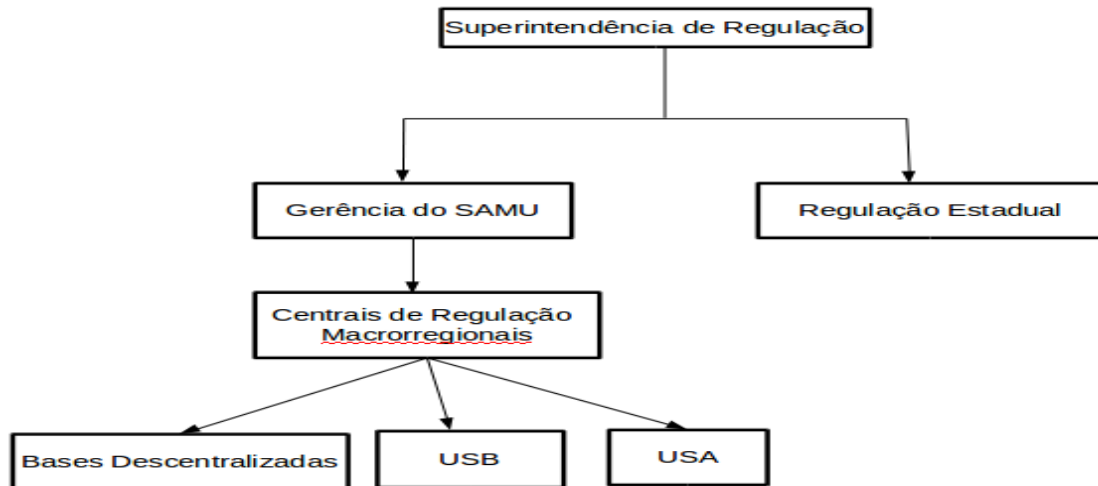 Superintendência de Regulação
Gerência do SAMU
Regulação Estadual
Centrais de Regulação
Macrorregionais
Bases Descentralizadas
USB
USA